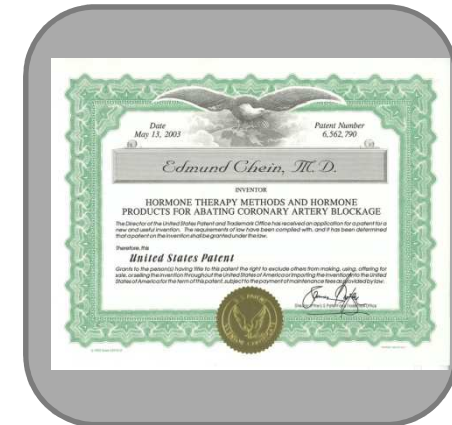 Date
May 13, 2003
Patent Number
6,562,790
Edmund Chein, M. D.
INVENTOR
HORMONE THERAPY METHODS AND HORMONE
PRODUCTS FOR ABATING CORONARY ARTERY BLOCKAGE
The Director of the United States Patent and Trademark Office has received an application for a patent for a
new and useful invention. The requirements of law have been complied with, and it has been determined
that a patent on the invention shall be granted under the law.
Therefore, this
United States Patent
Grants to the person(s) having title to this patent the right to exclude others from making, using, offering for
sale, or selling the invention throughout the United States of America or importing the invention into the United
States of America for the term of this patent, subject to the payment of maintenance fees as provided by law.